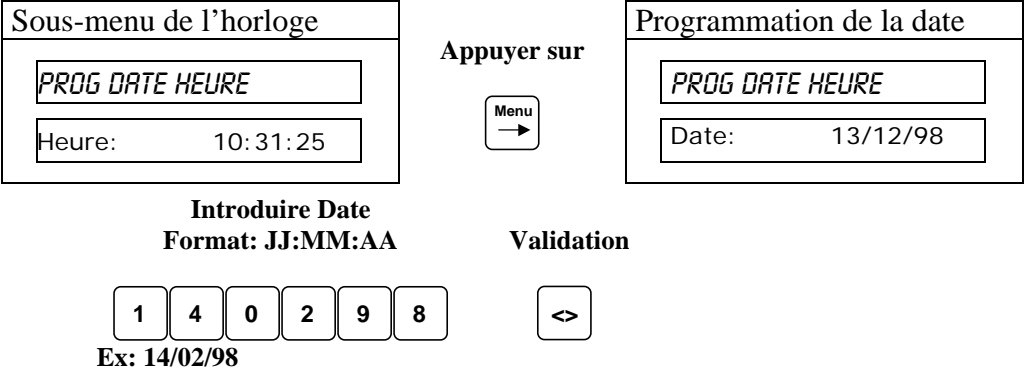 Sous-menu de l’horloge
PROG DATE HEURE
Heure: 10:31:25
Appuyer sur
Menu
Programmation de la date
PROG DATE HEURE
Date: 13/12/98
Introduire Date
Format: JJ:MM:AA
Validation
1 4 0 2 9 8
<>
Ex: 14/02/98